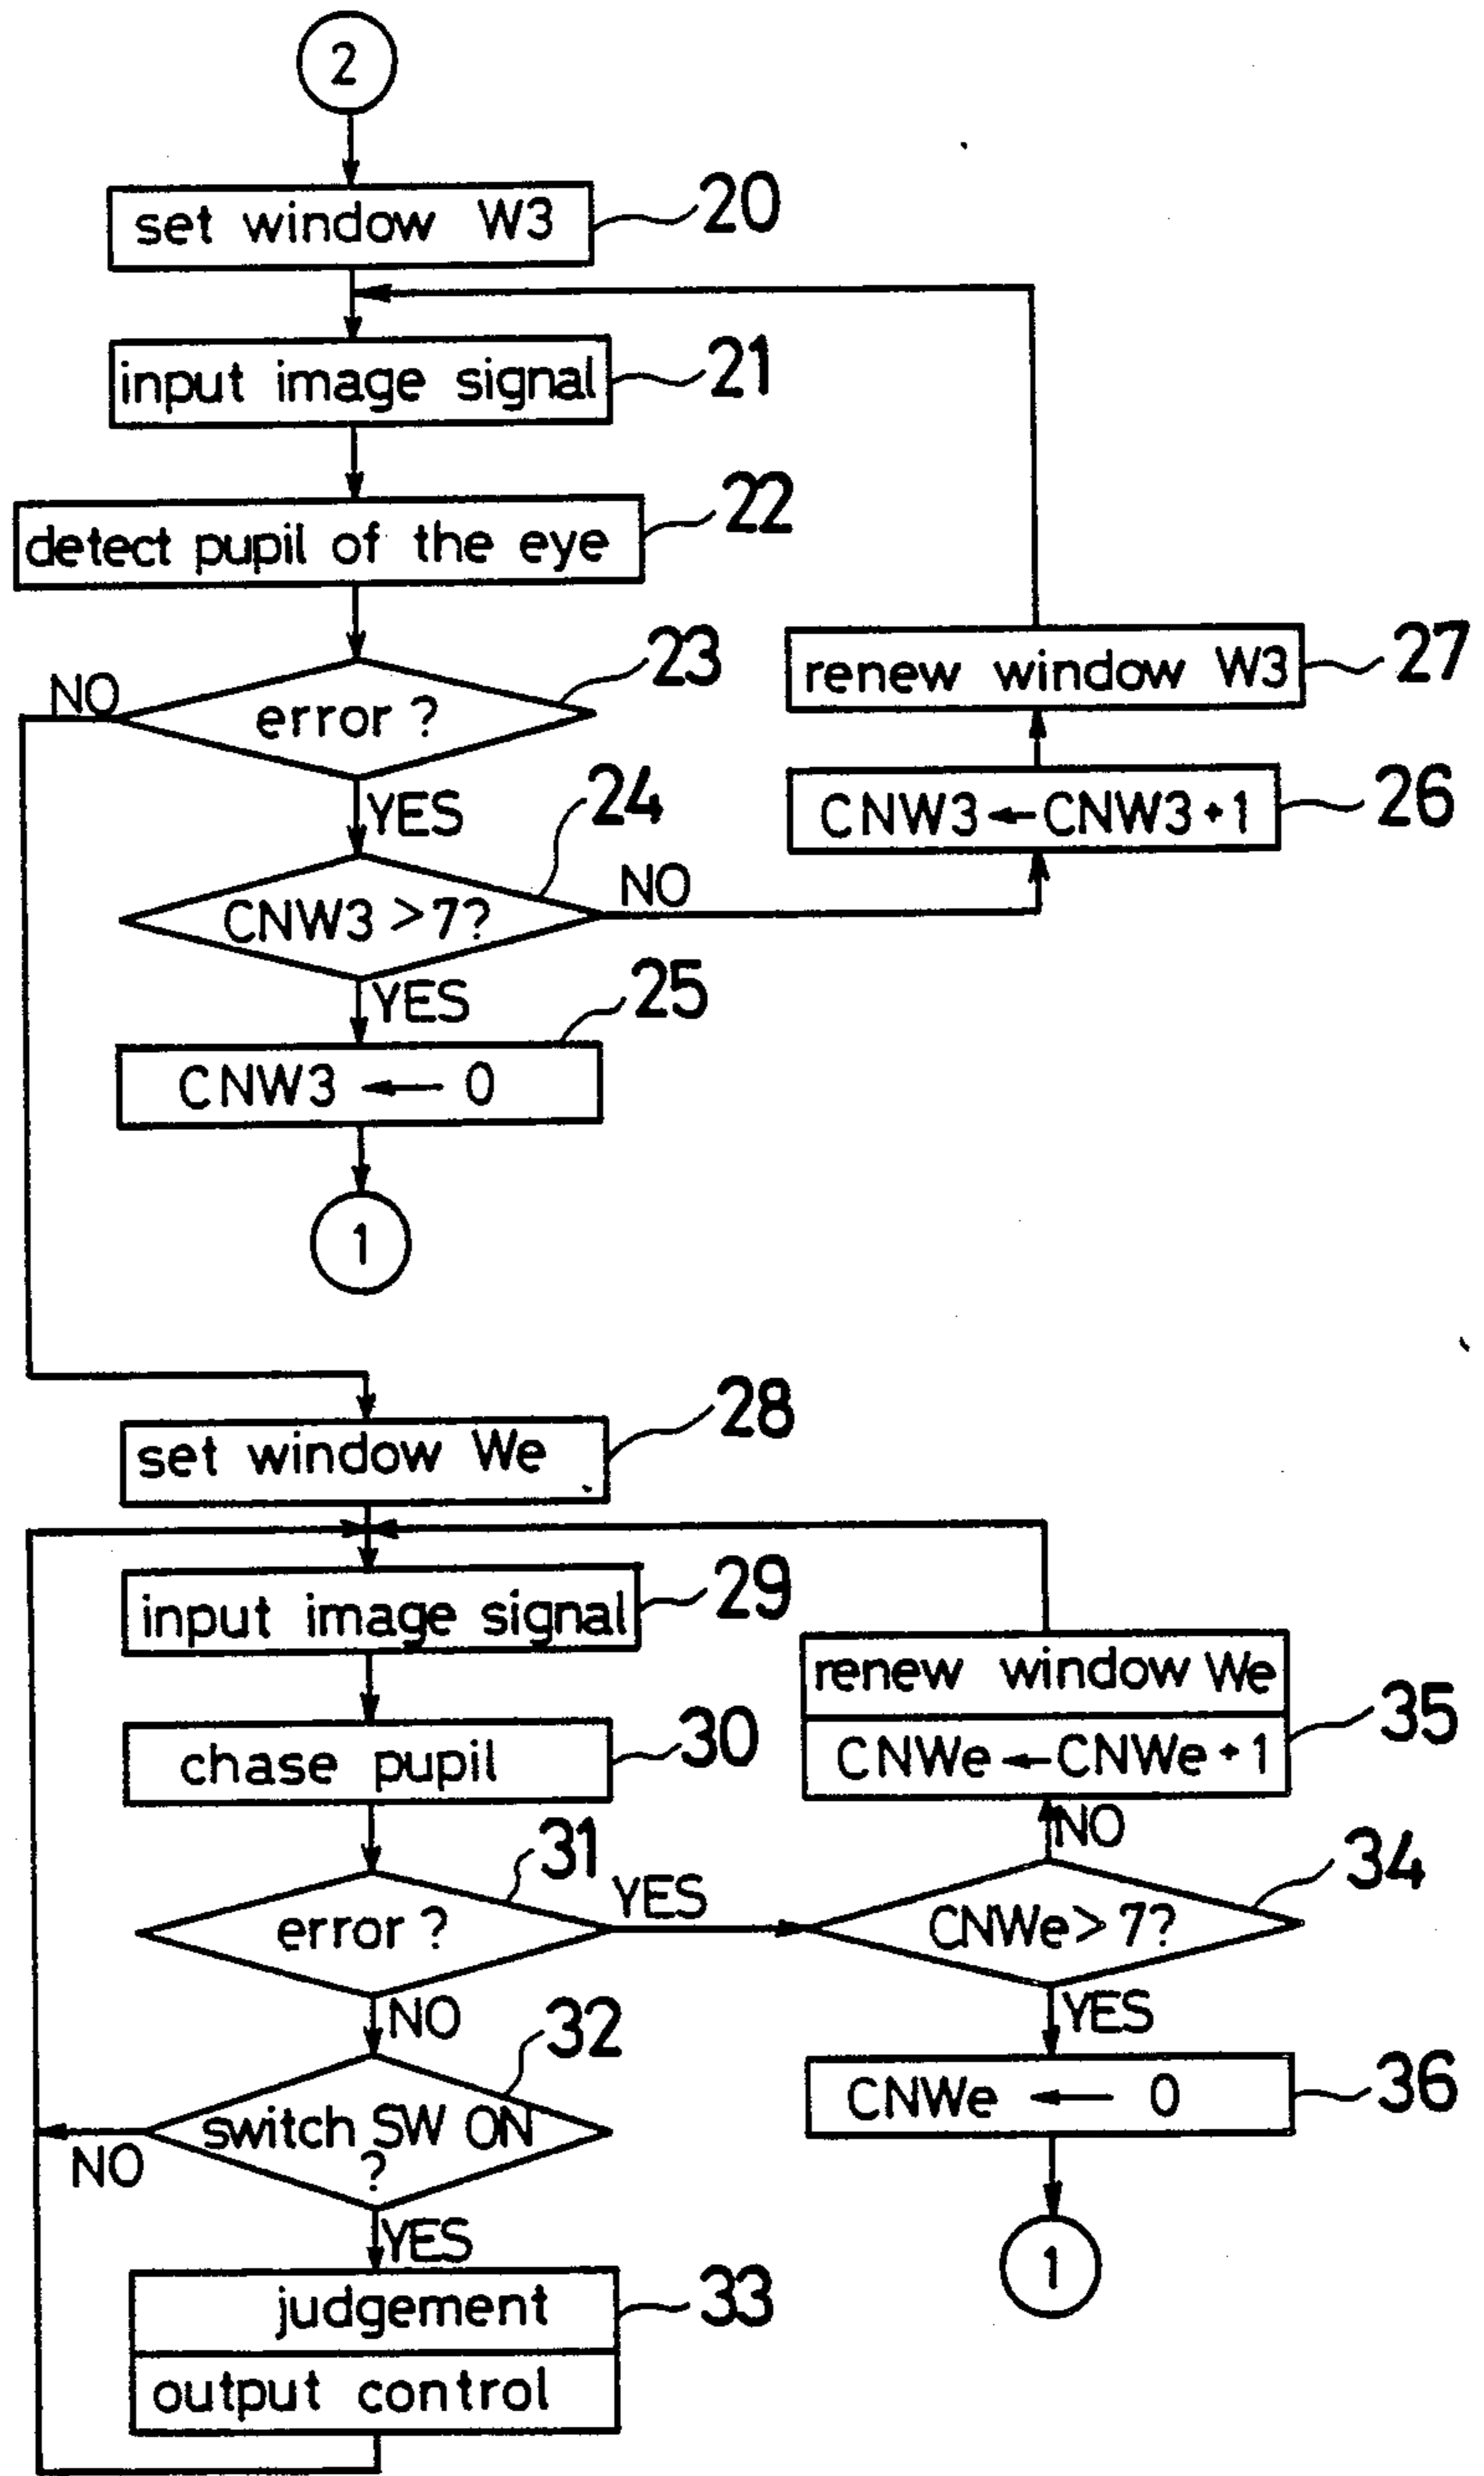 2
set window W3
20
input image signal
21
detect pupil of the eye
22
error ?
23
NO
YES
CNW3 > 7?
24
NO
YES
CNW3 ← 0
25
1
CNW3 ← CNW3 + 1
26
renew window W3
27
set window We
28
input image signal
29
chase pupil
30
error ?
31
YES
NO
switch SW ON
?
32
NO
YES
judgement
output control
33
CNWe > 7?
34
NO
YES
renew window We
CNWe ← CNWe + 1
35
CNWe ← 0
36
1